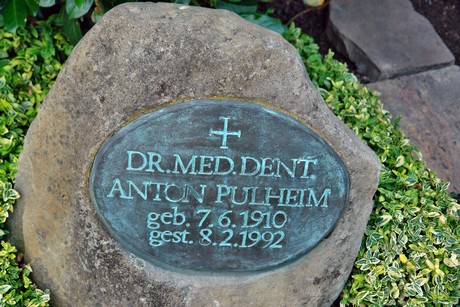 DR.MED.DENT.
ANTON PULHEIM
geb. 7.6.1910
gest. 8.2.1992